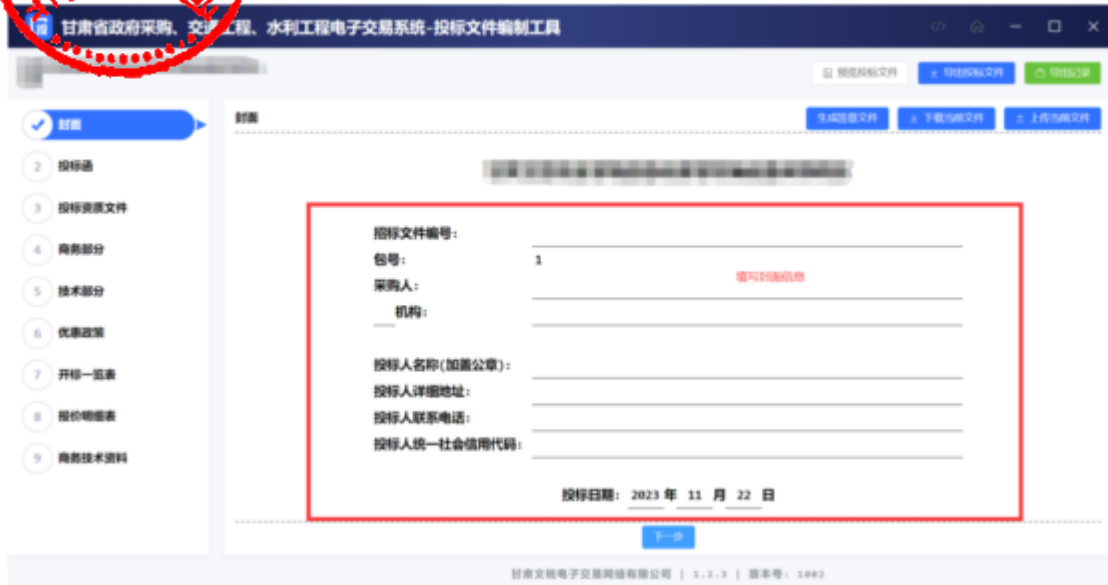 甘肃省政府采购、交通工程、水利工程电子交易系统-投标文件编制工具
预览投标文件
导出投标文件
导出记录
封面
2 投标函
3 投标资质文件
4 商务部分
5 技术部分
6 优惠政策
7 开标一览表
8 报价明细表
9 商务技术资料
封面
生成签章文件
下载当前文件
上传当前文件
招标文件编号:
包号: 1
填写封面信息
采购人:
机构:
投标人名称(加盖公章):
投标人详细地址:
投标人联系电话:
投标人统一社会信用代码:
投标日期: 2023 年 11 月 22 日
下一步
甘肃文锐电子交易网络有限公司 | 1.2.3 | 版本号: 1002